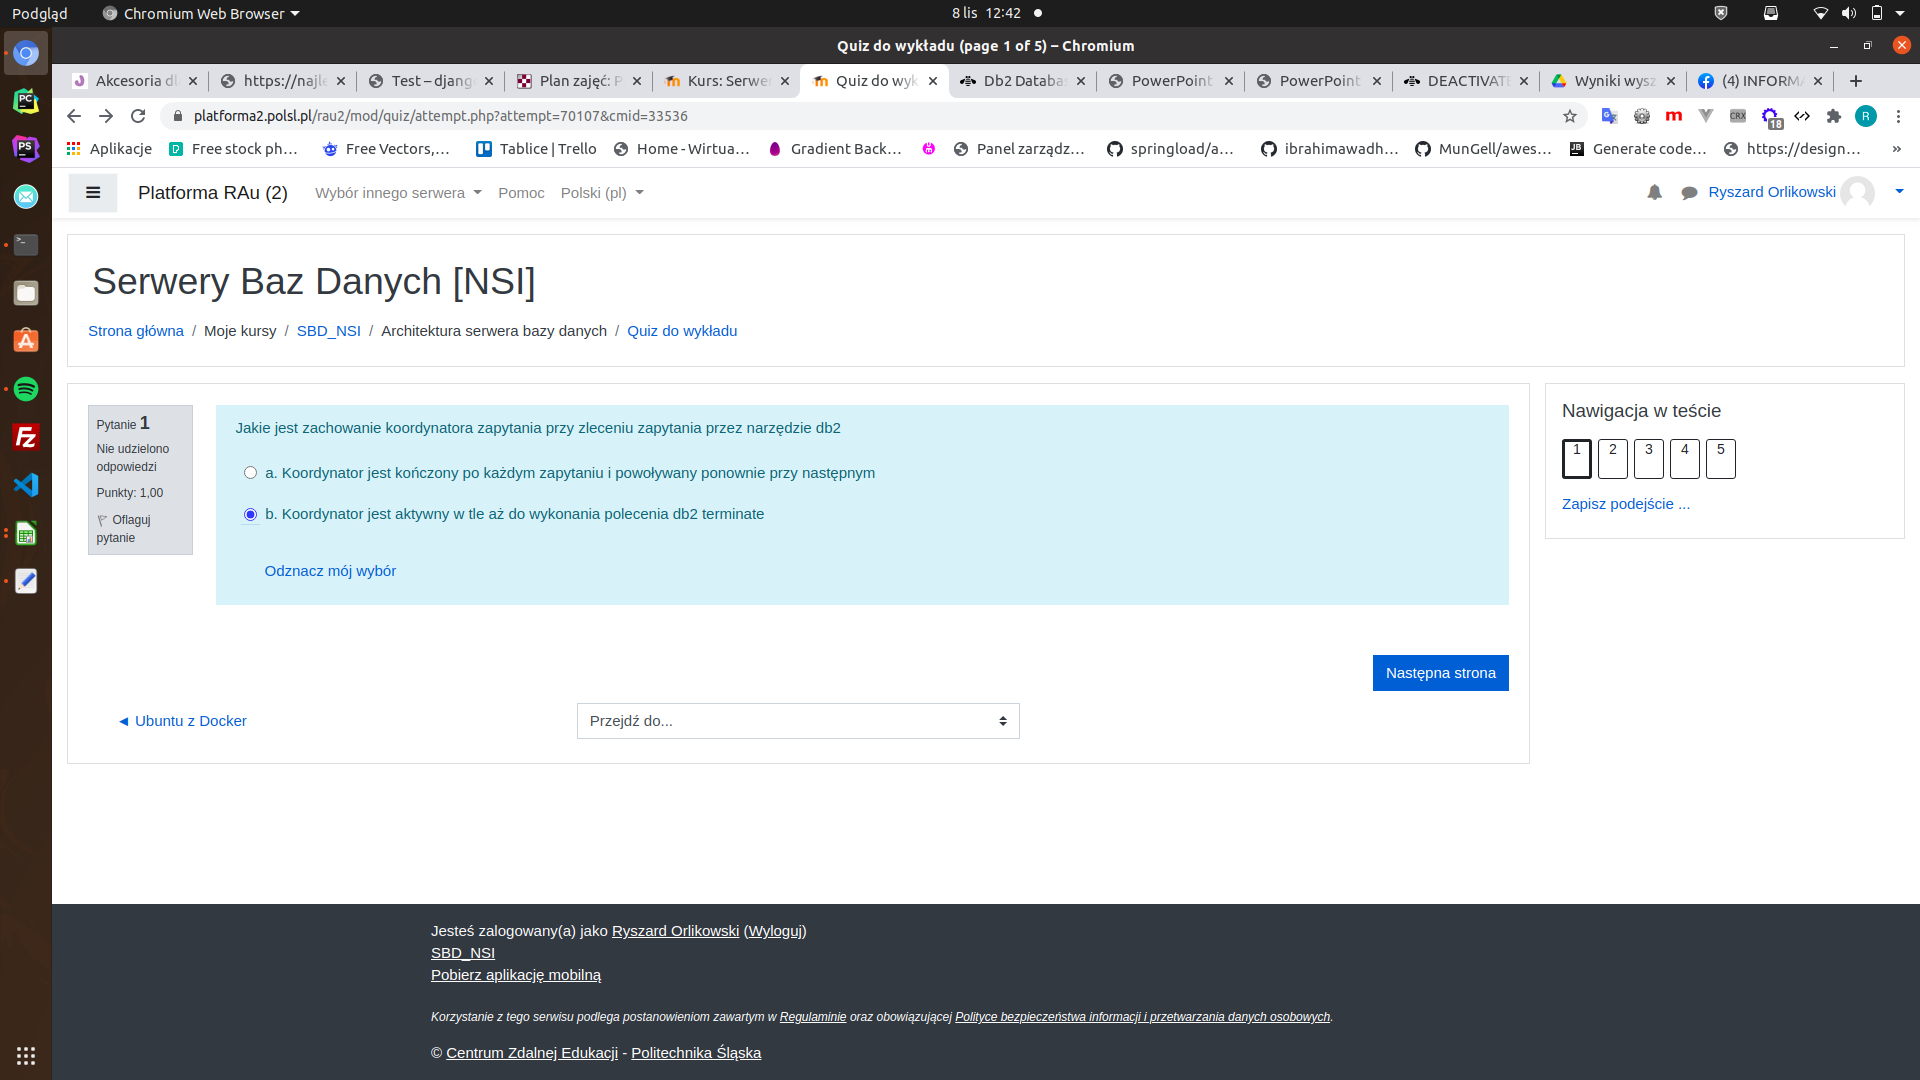 Podgląd
Chromium Web Browser
8 lis 12:42
Quiz do wykładu (page 1 of 5) – Chromium
Akcesoria dl
https://najle
Test – djang
Plan zajęć: P
Kurs: Serwer
Quiz do wyk
Db2 Databas
PowerPoint
PowerPoint
DEACTIVATE
Wyniki wysz
(4) INFORMA
platforma2.polsl.pl/rau2/mod/quiz/attempt.php?attempt=70107&cmid=33536
18
R
Aplikacje
Free stock ph…
Free Vectors,…
Tablice | Trello
Home - Wirtua…
Gradient Back…
Panel zarządz…
springload/a…
ibrahimawadh…
MunGell/awes…
Generate code…
https://design…
»
Platforma RAu (2)
Wybór innego serwera
Pomoc
Polski (pl)
Ryszard Orlikowski
Serwery Baz Danych [NSI]
Strona główna / Moje kursy / SBD_NSI / Architektura serwera bazy danych / Quiz do wykładu
Pytanie 1
Nie udzielono
odpowiedzi
Punkty: 1,00
Oflaguj
pytanie
Jakie jest zachowanie koordynatora zapytania przy zleceniu zapytania przez narzędzie db2
a. Koordynator jest kończony po każdym zapytaniu i powoływany ponownie przy następnym
b. Koordynator jest aktywny w tle aż do wykonania polecenia db2 terminate
Odznacz mój wybór
Następna strona
◄ Ubuntu z Docker
Przejdź do...
Nawigacja w teście
1 2 3 4 5
Zapisz podejście ...
Jesteś zalogowany(a) jako Ryszard Orlikowski (Wyloguj)
SBD_NSI
Pobierz aplikację mobilną
Korzystanie z tego serwisu podlega postanowieniom zawartym w Regulaminie oraz obowiązującej Polityce bezpieczeństwa informacji i przetwarzania danych osobowych.
© Centrum Zdalnej Edukacji - Politechnika Śląska